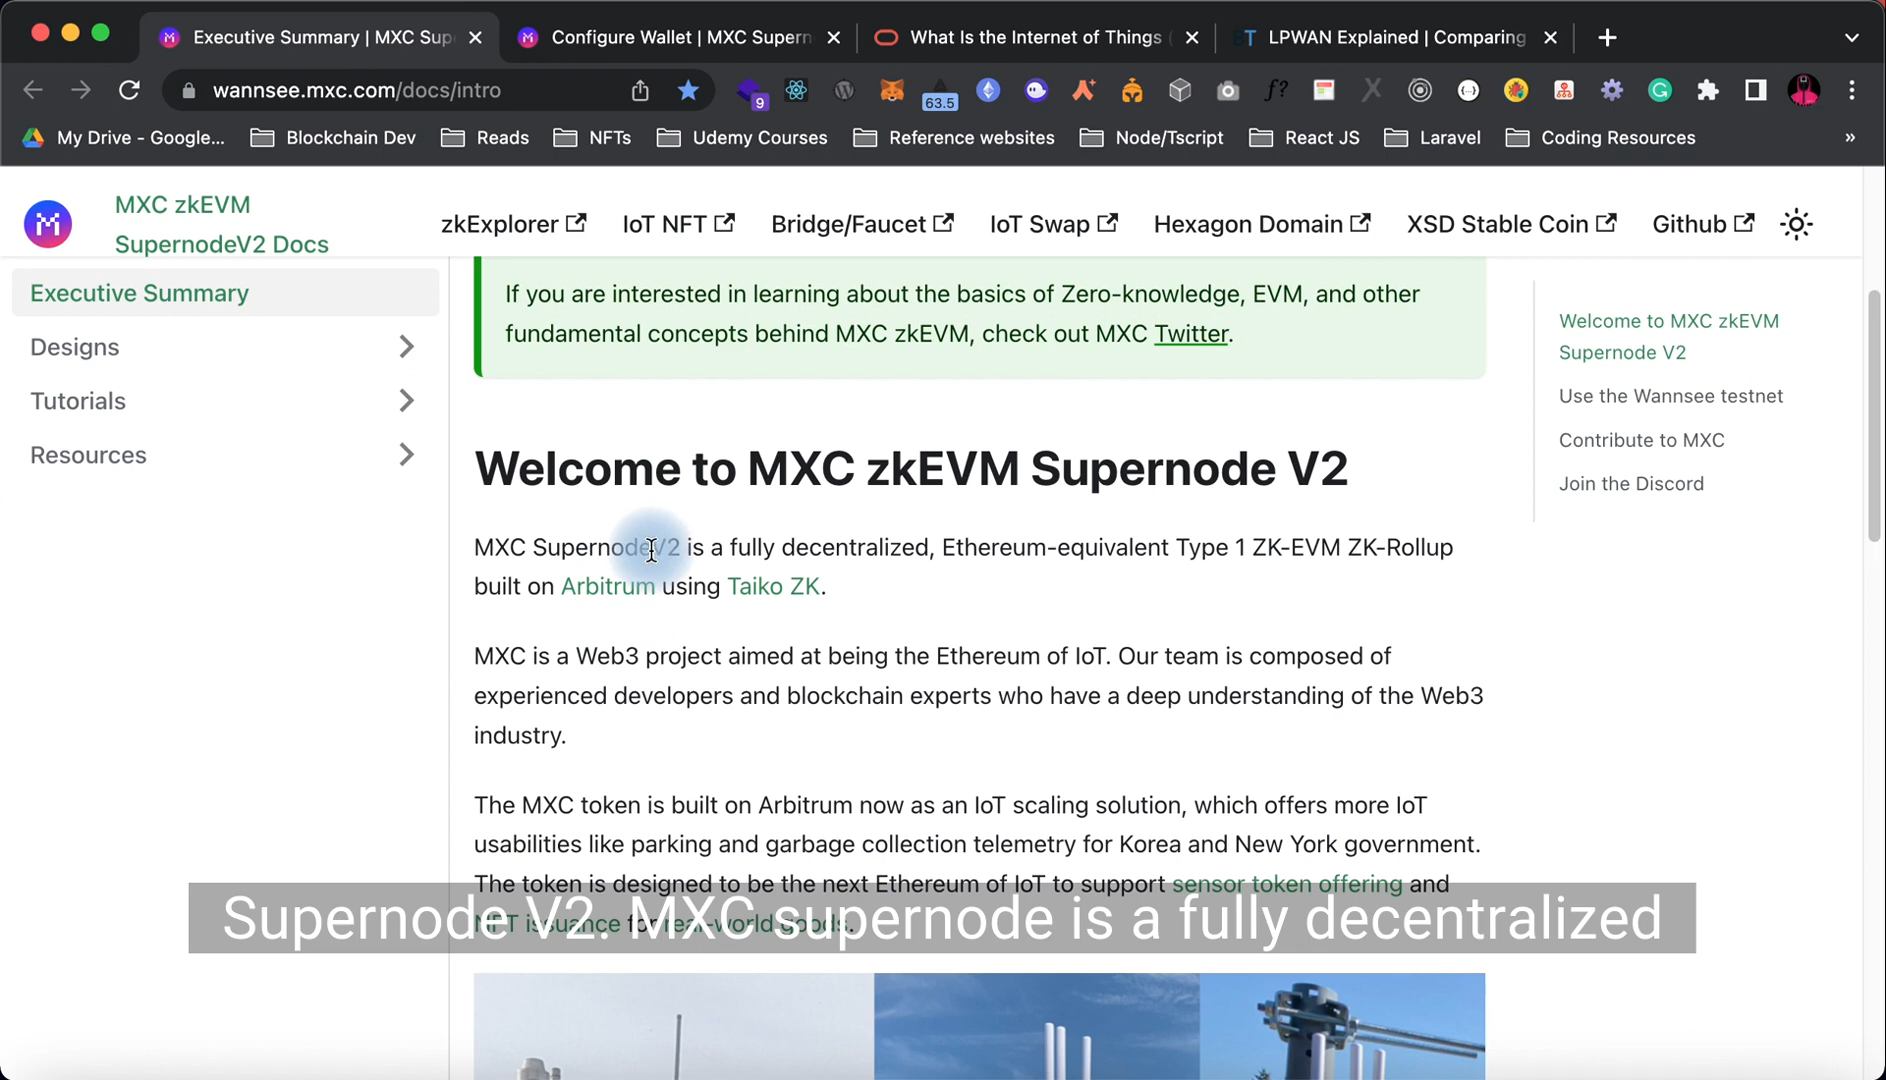 Executive Summary | MXC Sup
Configure Wallet | MXC Supern
What Is the Internet of Things (
LPWAN Explained | Comparing
wannsee.mxc.com/docs/intro
9
63.5
f?
My Drive - Google...
Blockchain Dev
Reads
NFTs
Udemy Courses
Reference websites
Node/Tscript
React JS
Laravel
Coding Resources
»
MXC zkEVM
SupernodeV2 Docs
zkExplorer
IoT NFT
Bridge/Faucet
IoT Swap
Hexagon Domain
XSD Stable Coin
Github
Executive Summary
Designs
Tutorials
Resources
If you are interested in learning about the basics of Zero-knowledge, EVM, and other
fundamental concepts behind MXC zkEVM, check out MXC Twitter.
Welcome to MXC zkEVM Supernode V2
MXC SupernodeV2 is a fully decentralized, Ethereum-equivalent Type 1 ZK-EVM ZK-Rollup
built on Arbitrum using Taiko ZK.
MXC is a Web3 project aimed at being the Ethereum of IoT. Our team is composed of
experienced developers and blockchain experts who have a deep understanding of the Web3
industry.
The MXC token is built on Arbitrum now as an IoT scaling solution, which offers more IoT
usabilities like parking and garbage collection telemetry for Korea and New York government.
The token is designed to be the next Ethereum of IoT to support sensor token offering and
NFT issuance for real-world goods.
Supernode V2. MXC supernode is a fully decentralized
Welcome to MXC zkEVM
Supernode V2
Use the Wannsee testnet
Contribute to MXC
Join the Discord